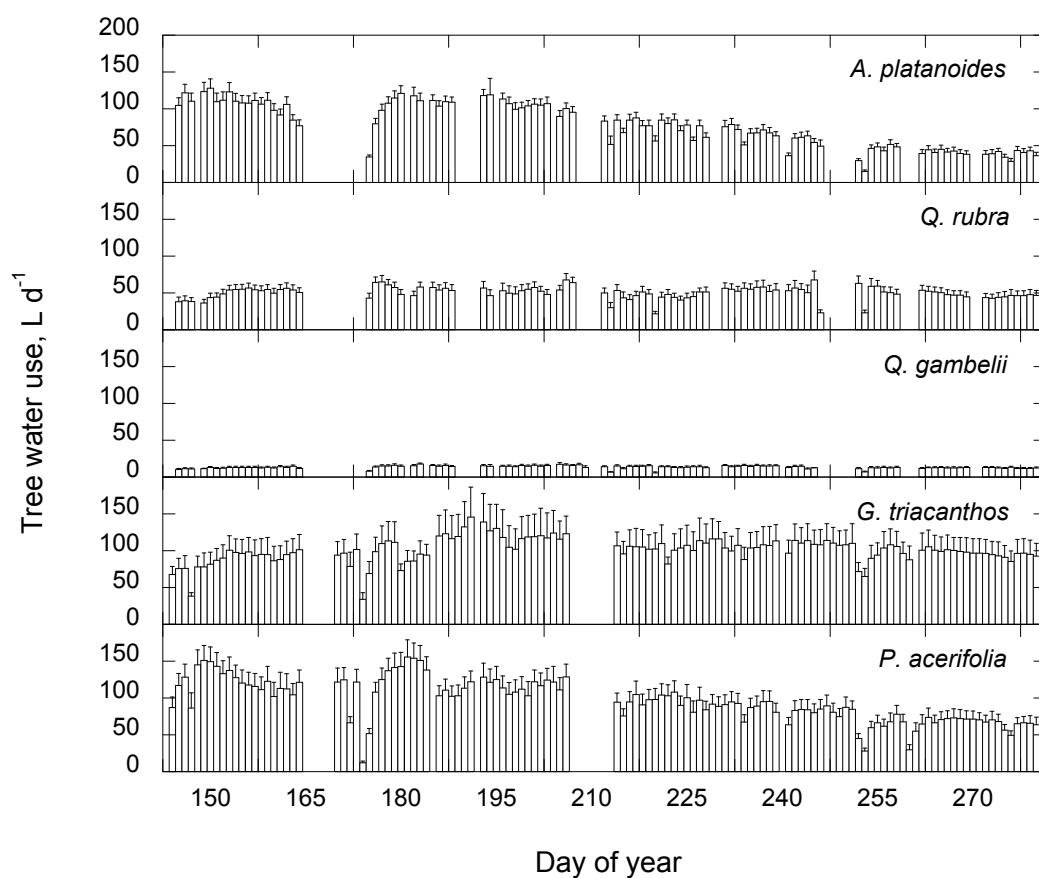 200
150
100
50
0
A. platanoides
150
100
50
0
Q. rubra
150
100
50
0
Q. gambelii
150
100
50
0
G. triacanthos
150
100
50
0
P. acerifolia
Tree water use, L d-1
150 165 180 195 210 225 240 255 270
Day of year